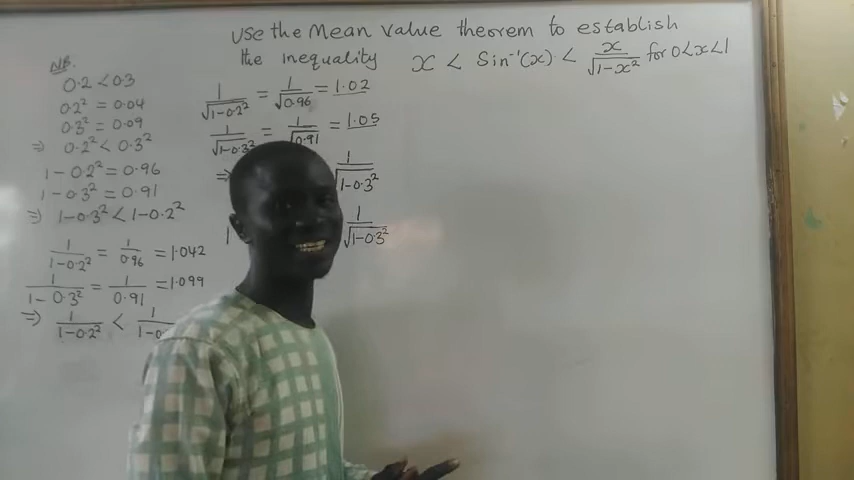 Use the Mean value theorem to establish
the inequality x < Sin⁻¹(x) < x/√(1-x²) for 0<x<1
NB.
0.2 < 0.3
0.2² = 0.04
0.3² = 0.09
⇒ 0.2² < 0.3²
1 - 0.2² = 0.96
1 - 0.3² = 0.91
⇒ 1 - 0.3² < 1 - 0.2²
1/(1-0.2²) = 1/0.96 = 1.042
1/(1-0.3²) = 1/0.91 = 1.099
⇒ 1/(1-0.2²) < 1/(1-0
1/√(1-0.2²) = 1/√0.96 = 1.02
1/√(1-0.3²) = 1/√0.91 = 1.05
⇒ 1/√(1-0.3²)
1 1/√(1-0.3²)